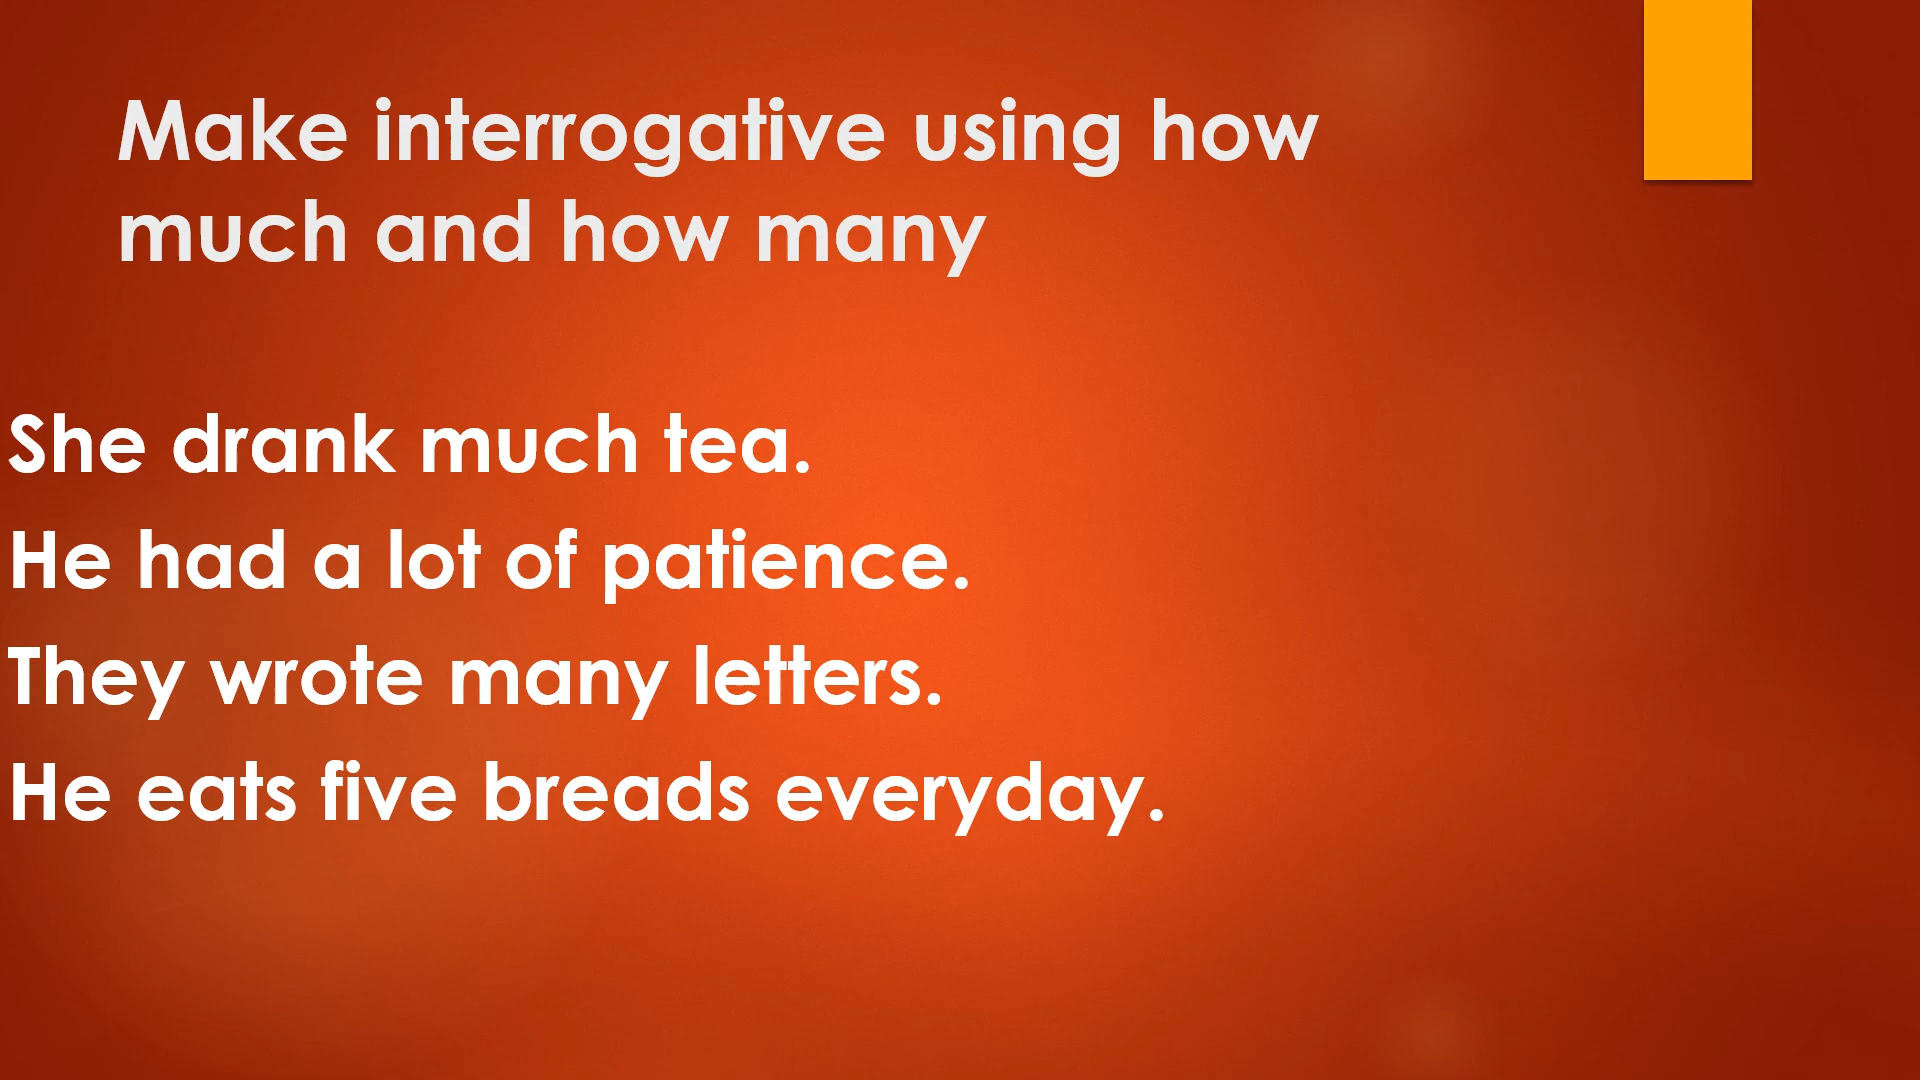 Make interrogative using how
much and how many
She drank much tea.
He had a lot of patience.
They wrote many letters.
He eats five breads everyday.